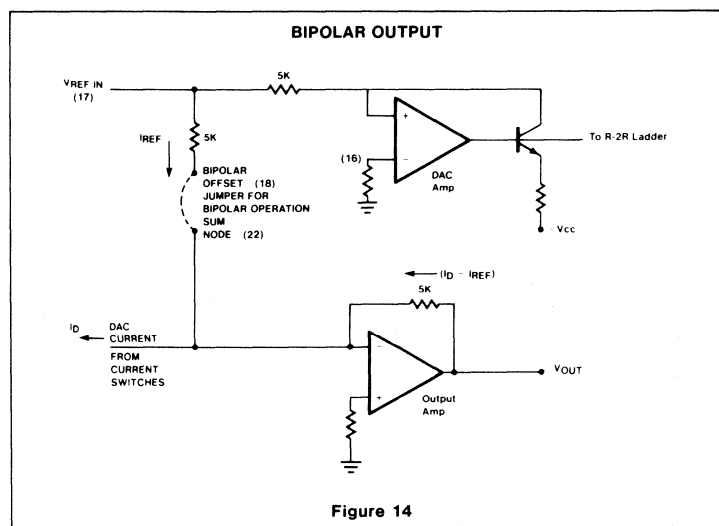 BIPOLAR OUTPUT
VREF IN
(17)
5K
IREF
5K
BIPOLAR
OFFSET (18)
JUMPER FOR
BIPOLAR OPERATION
SUM
NODE (22)
+
(16)
−
DAC
Amp
To R-2R Ladder
Vcc
(ID − IREF)
5K
ID
DAC
CURRENT
FROM
CURRENT
SWITCHES
−
+
Output
Amp
VOUT
Figure 14